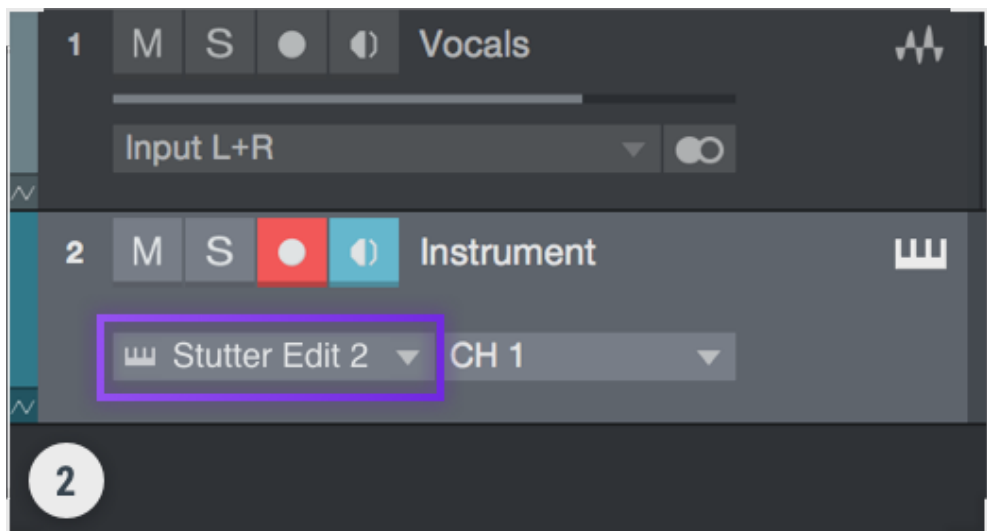 1 M S Vocals
Input L+R
2 M S Instrument
Stutter Edit 2 CH 1
2